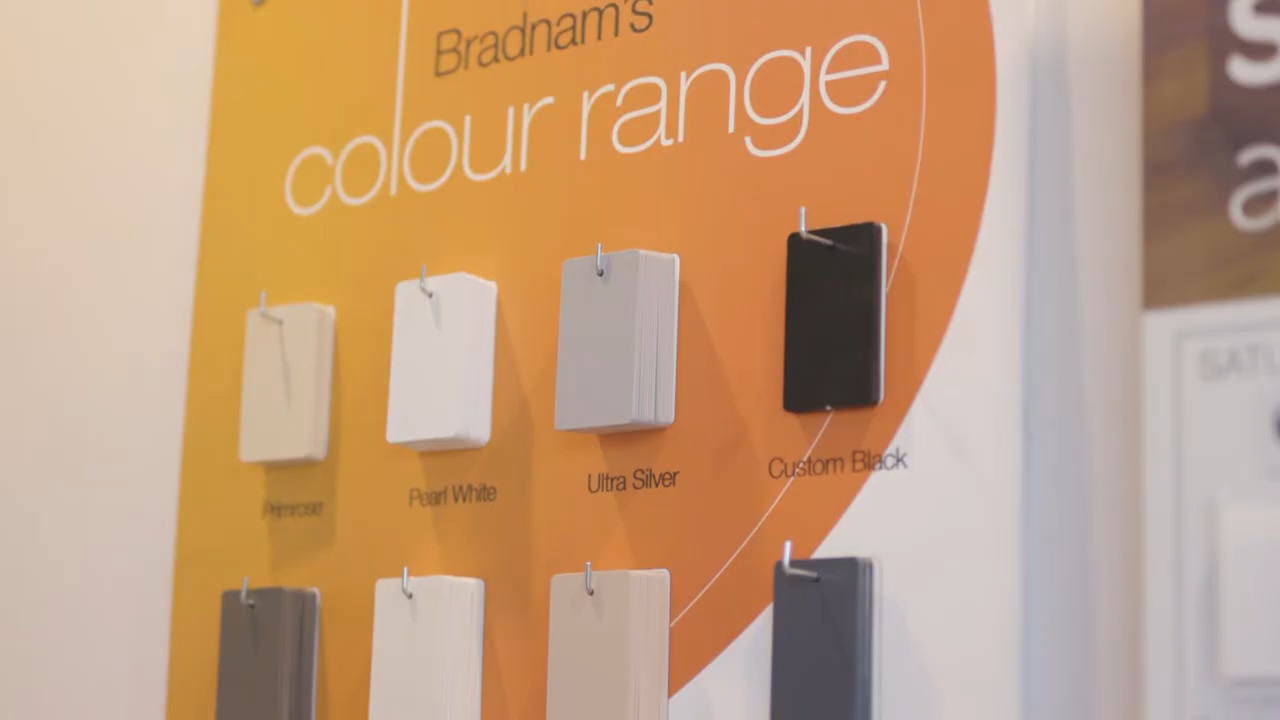 Bradnam's
colour range
Primrose
Pearl White
Ultra Silver
Custom Black